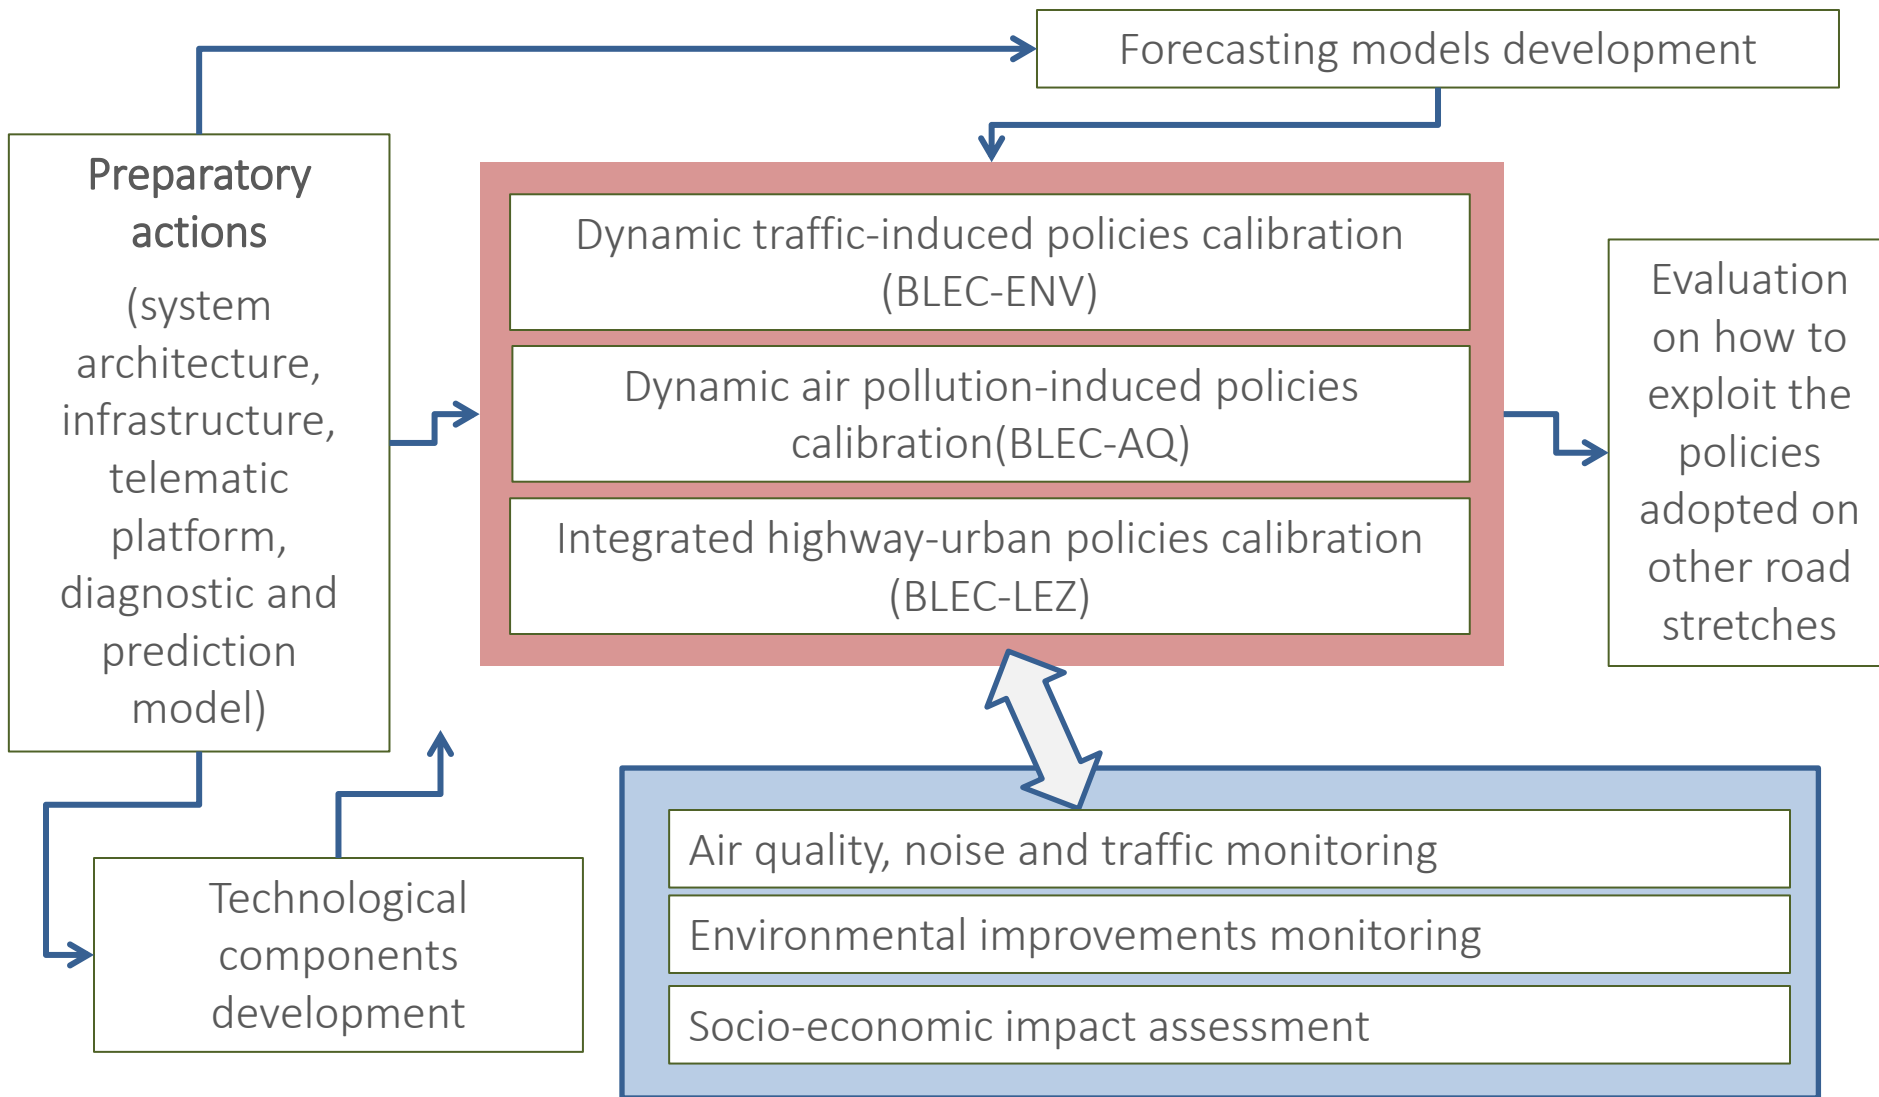 Forecasting models development
Preparatory
actions
(system
architecture,
infrastructure,
telematic
platform,
diagnostic and
prediction
model)
Dynamic traffic-induced policies calibration
(BLEC-ENV)
Dynamic air pollution-induced policies
calibration(BLEC-AQ)
Integrated highway-urban policies calibration
(BLEC-LEZ)
Evaluation
on how to
exploit the
policies
adopted on
other road
stretches
Technological
components
development
Air quality, noise and traffic monitoring
Environmental improvements monitoring
Socio-economic impact assessment